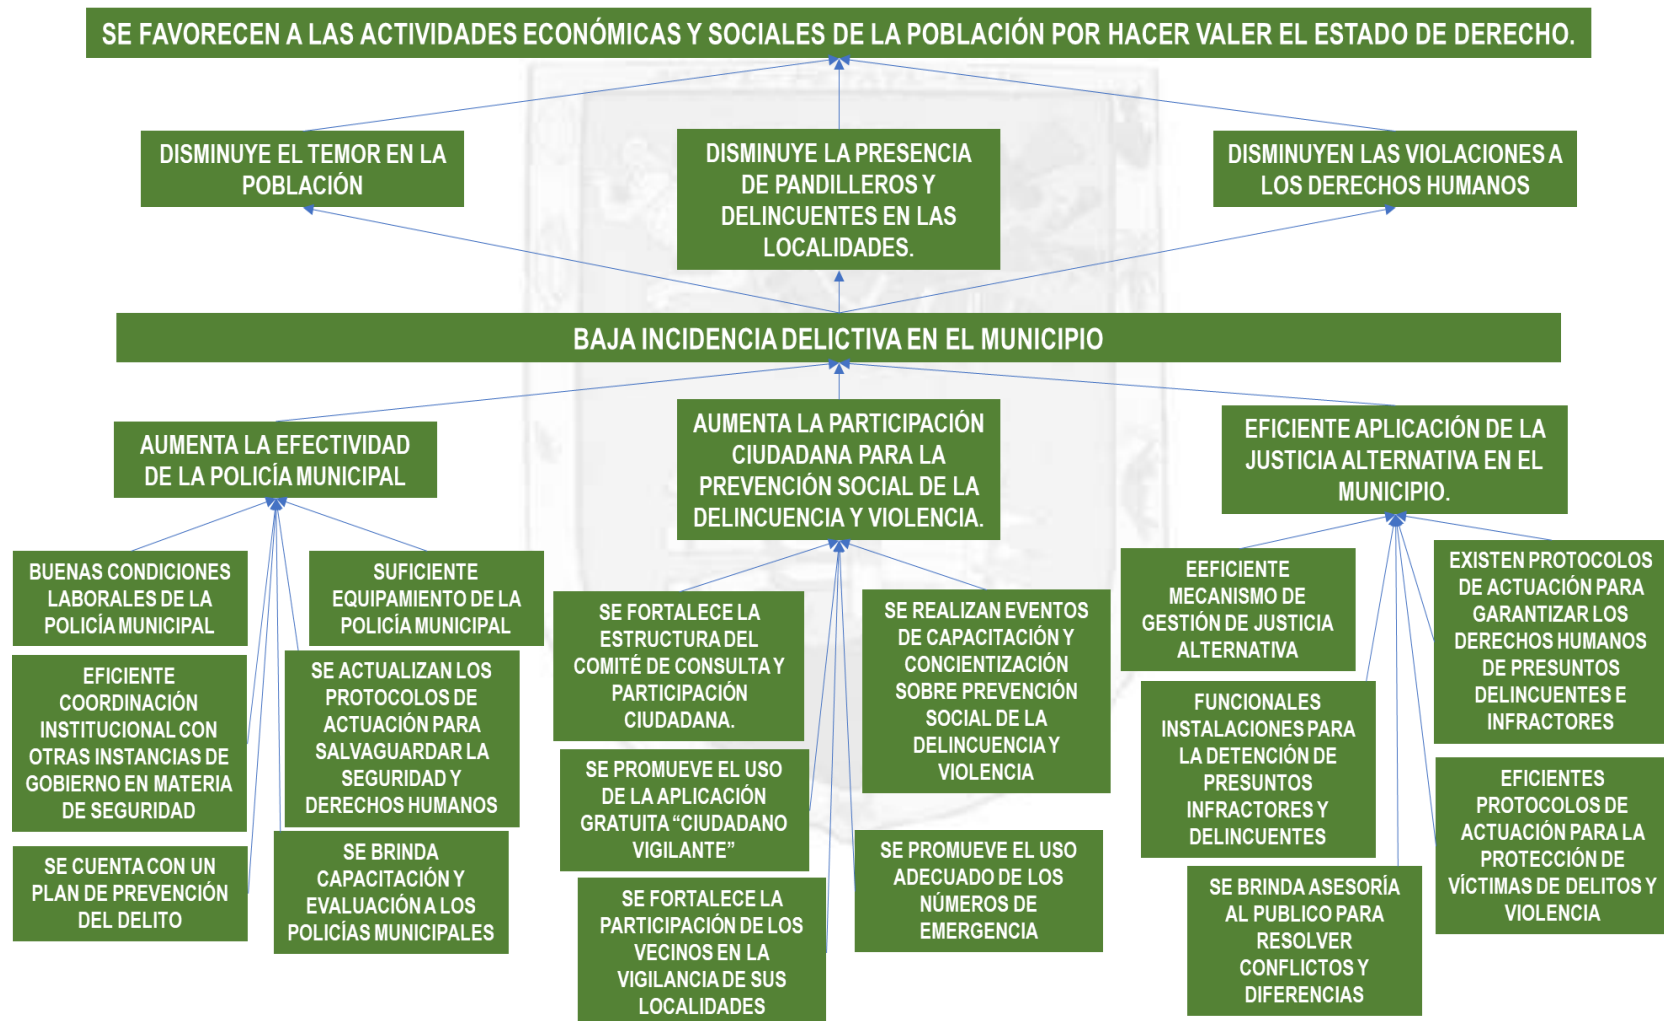 SE FAVORECEN A LAS ACTIVIDADES ECONÓMICAS Y SOCIALES DE LA POBLACIÓN POR HACER VALER EL ESTADO DE DERECHO.
DISMINUYE EL TEMOR EN LA
POBLACIÓN
DISMINUYE LA PRESENCIA
DE PANDILLEROS Y
DELINCUENTES EN LAS
LOCALIDADES.
DISMINUYEN LAS VIOLACIONES A
LOS DERECHOS HUMANOS
BAJA INCIDENCIA DELICTIVA EN EL MUNICIPIO
AUMENTA LA EFECTIVIDAD
DE LA POLICÍA MUNICIPAL
AUMENTA LA PARTICIPACIÓN
CIUDADANA PARA LA
PREVENCIÓN SOCIAL DE LA
DELINCUENCIA Y VIOLENCIA.
EFICIENTE APLICACIÓN DE LA
JUSTICIA ALTERNATIVA EN EL
MUNICIPIO.
BUENAS CONDICIONES
LABORALES DE LA
POLICÍA MUNICIPAL
SUFICIENTE
EQUIPAMIENTO DE LA
POLICÍA MUNICIPAL
EFICIENTE
COORDINACIÓN
INSTITUCIONAL CON
OTRAS INSTANCIAS DE
GOBIERNO EN MATERIA
DE SEGURIDAD
SE ACTUALIZAN LOS
PROTOCOLOS DE
ACTUACIÓN PARA
SALVAGUARDAR LA
SEGURIDAD Y
DERECHOS HUMANOS
SE CUENTA CON UN
PLAN DE PREVENCIÓN
DEL DELITO
SE BRINDA
CAPACITACIÓN Y
EVALUACIÓN A LOS
POLICÍAS MUNICIPALES
SE FORTALECE LA
ESTRUCTURA DEL
COMITÉ DE CONSULTA Y
PARTICIPACIÓN
CIUDADANA.
SE REALIZAN EVENTOS
DE CAPACITACIÓN Y
CONCIENTIZACIÓN
SOBRE PREVENCIÓN
SOCIAL DE LA
DELINCUENCIA Y
VIOLENCIA
SE PROMUEVE EL USO
DE LA APLICACIÓN
GRATUITA “CIUDADANO
VIGILANTE”
SE PROMUEVE EL USO
ADECUADO DE LOS
NÚMEROS DE
EMERGENCIA
SE FORTALECE LA
PARTICIPACIÓN DE LOS
VECINOS EN LA
VIGILANCIA DE SUS
LOCALIDADES
EEFICIENTE
MECANISMO DE
GESTIÓN DE JUSTICIA
ALTERNATIVA
EXISTEN PROTOCOLOS
DE ACTUACIÓN PARA
GARANTIZAR LOS
DERECHOS HUMANOS
DE PRESUNTOS
DELINCUENTES E
INFRACTORES
FUNCIONALES
INSTALACIONES PARA
LA DETENCIÓN DE
PRESUNTOS
INFRACTORES Y
DELINCUENTES
EFICIENTES
PROTOCOLOS DE
ACTUACIÓN PARA LA
PROTECCIÓN DE
VÍCTIMAS DE DELITOS Y
VIOLENCIA
SE BRINDA ASESORÍA
AL PUBLICO PARA
RESOLVER
CONFLICTOS Y
DIFERENCIAS